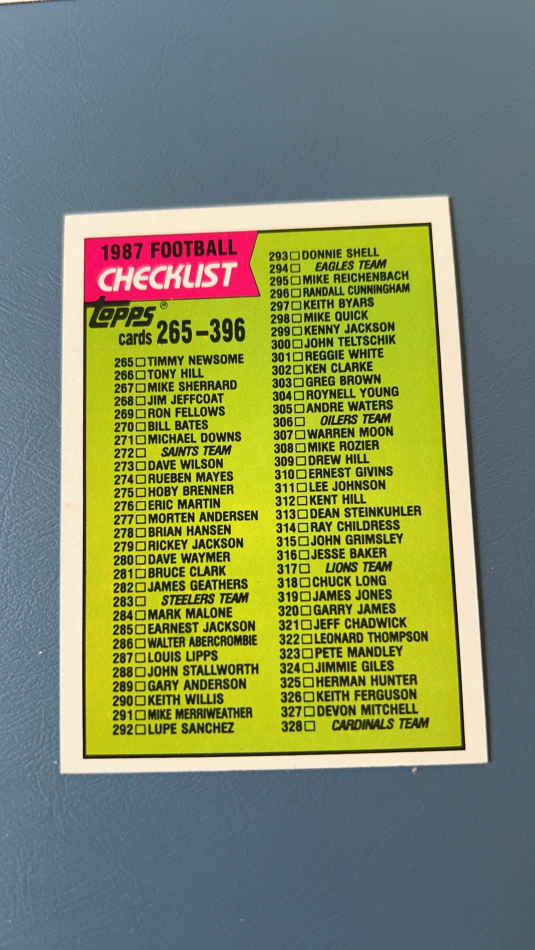 1987 FOOTBALL
CHECKLIST
TOPPS®
cards 265-396
265 □ TIMMY NEWSOME
266 □ TONY HILL
267 □ MIKE SHERRARD
268 □ JIM JEFFCOAT
269 □ RON FELLOWS
270 □ BILL BATES
271 □ MICHAEL DOWNS
272 □ SAINTS TEAM
273 □ DAVE WILSON
274 □ RUEBEN MAYES
275 □ HOBY BRENNER
276 □ ERIC MARTIN
277 □ MORTEN ANDERSEN
278 □ BRIAN HANSEN
279 □ RICKEY JACKSON
280 □ DAVE WAYMER
281 □ BRUCE CLARK
282 □ JAMES GEATHERS
283 □ STEELERS TEAM
284 □ MARK MALONE
285 □ EARNEST JACKSON
286 □ WALTER ABERCROMBIE
287 □ LOUIS LIPPS
288 □ JOHN STALLWORTH
289 □ GARY ANDERSON
290 □ KEITH WILLIS
291 □ MIKE MERRIWEATHER
292 □ LUPE SANCHEZ
293 □ DONNIE SHELL
294 □ EAGLES TEAM
295 □ MIKE REICHENBACH
296 □ RANDALL CUNNINGHAM
297 □ KEITH BYARS
298 □ MIKE QUICK
299 □ KENNY JACKSON
300 □ JOHN TELTSCHIK
301 □ REGGIE WHITE
302 □ KEN CLARKE
303 □ GREG BROWN
304 □ ROYNELL YOUNG
305 □ ANDRE WATERS
306 □ OILERS TEAM
307 □ WARREN MOON
308 □ MIKE ROZIER
309 □ DREW HILL
310 □ ERNEST GIVINS
311 □ LEE JOHNSON
312 □ KENT HILL
313 □ DEAN STEINKUHLER
314 □ RAY CHILDRESS
315 □ JOHN GRIMSLEY
316 □ JESSE BAKER
317 □ LIONS TEAM
318 □ CHUCK LONG
319 □ JAMES JONES
320 □ GARRY JAMES
321 □ JEFF CHADWICK
322 □ LEONARD THOMPSON
323 □ PETE MANDLEY
324 □ JIMMIE GILES
325 □ HERMAN HUNTER
326 □ KEITH FERGUSON
327 □ DEVON MITCHELL
328 □ CARDINALS TEAM